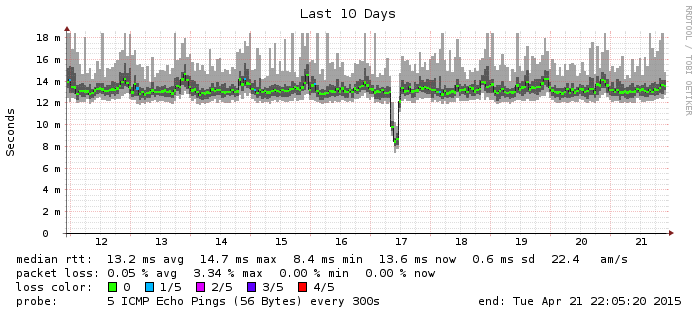 Last 10 Days
RRDTOOL / TOBI OETIKER
Seconds
18 m
16 m
14 m
12 m
10 m
8 m
6 m
4 m
2 m
0
12 13 14 15 16 17 18 19 20 21
median rtt: 13.2 ms avg 14.7 ms max 8.4 ms min 13.6 ms now 0.6 ms sd 22.4 am/s
packet loss: 0.05 % avg 3.34 % max 0.00 % min 0.00 % now
loss color: 0 1/5 2/5 3/5 4/5
probe: 5 ICMP Echo Pings (56 Bytes) every 300s end: Tue Apr 21 22:05:20 2015